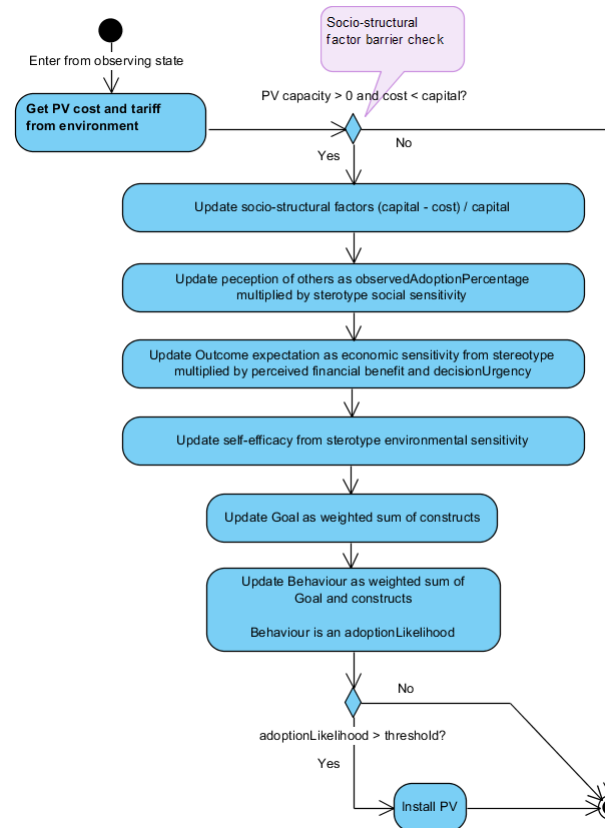 Socio-structural
factor barrier check
Enter from observing state
Get PV cost and tariff
from environment
PV capacity > 0 and cost < capital?
Yes
No
Update socio-structural factors (capital - cost) / capital
Update peception of others as observedAdoptionPercentage
multiplied by sterotype social sensitivity
Update Outcome expectation as economic sensitivity from stereotype
multiplied by perceived financial benefit and decisionUrgency
Update self-efficacy from sterotype environmental sensitivity
Update Goal as weighted sum of constructs
Update Behaviour as weighted sum of
Goal and constructs
Behaviour is an adoptionLikelihood
No
adoptionLikelihood > threshold?
Yes
Install PV